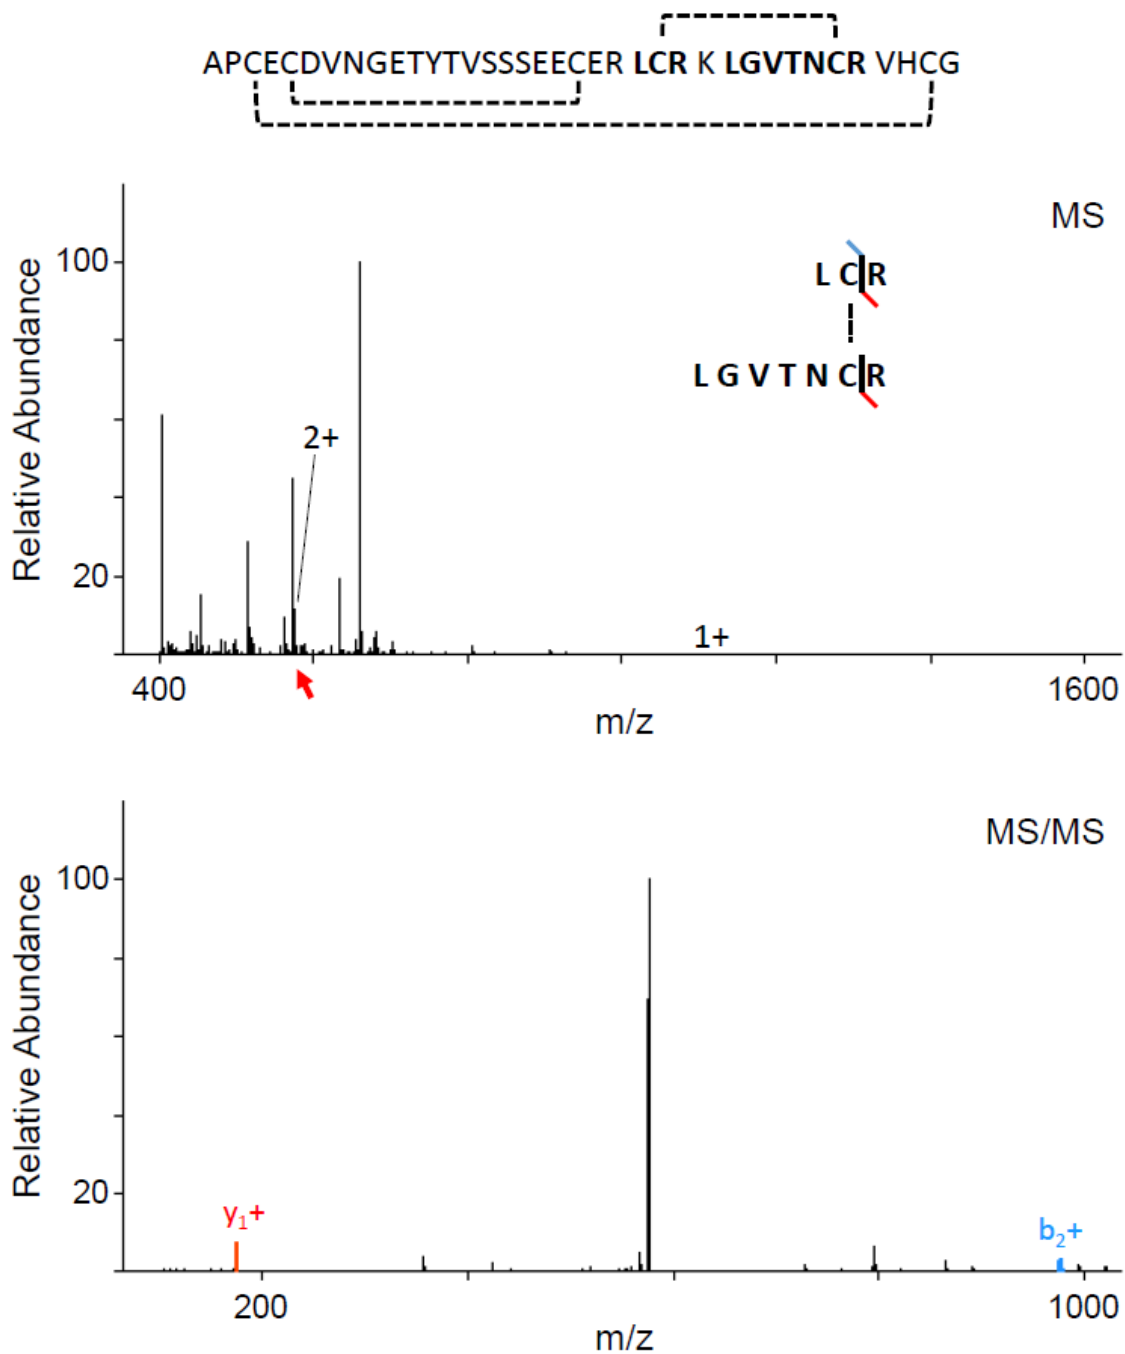 APCECDVNGETYTVSSSEECER LCR K LGVTNCR VHCG
MS
Relative Abundance
100
20
2+
1+
L C R
L G V T N C R
400
1600
m/z
MS/MS
Relative Abundance
100
20
y₁+
b₂+
200
1000
m/z